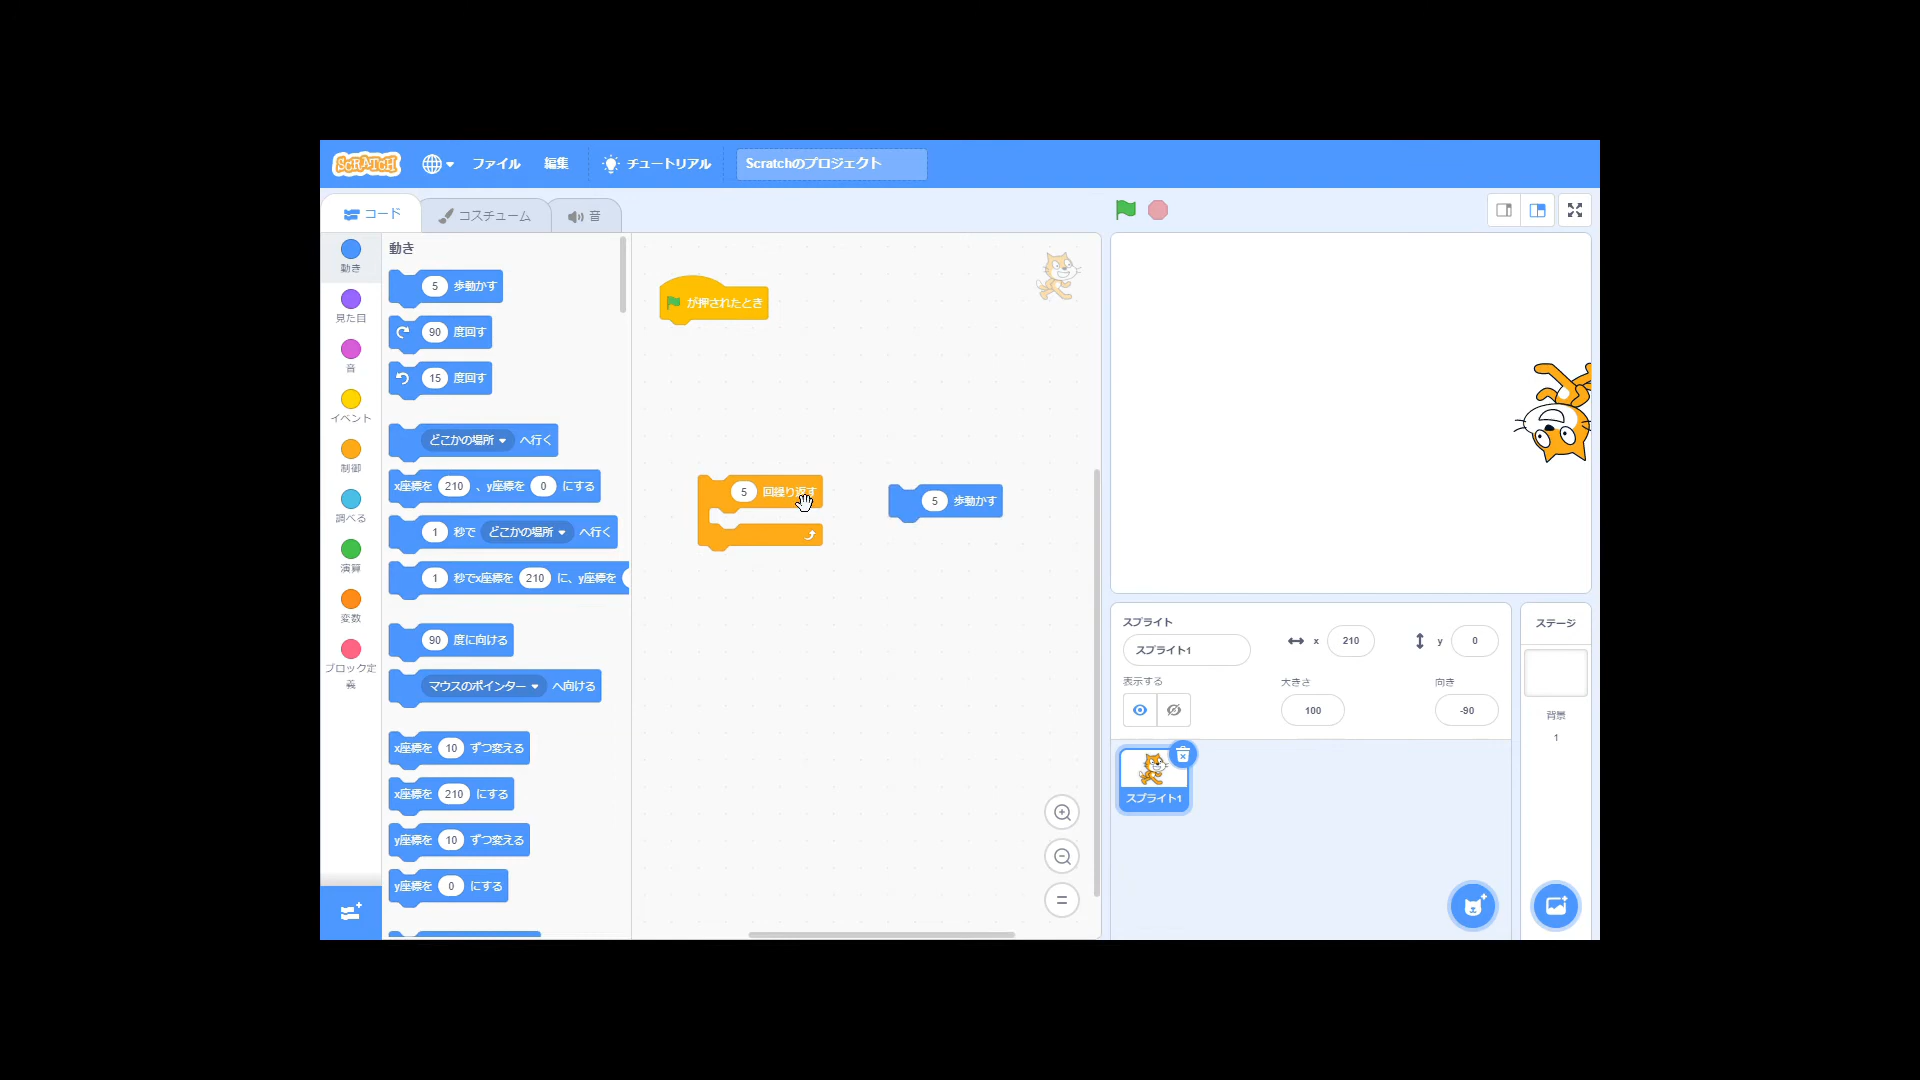 SCRATCH
ファイル
編集
チュートリアル
Scratchのプロジェクト
コード
コスチューム
音
動き
見た目
音
イベント
制御
調べる
演算
変数
ブロック定
義
動き
5 歩動かす
90 度回す
15 度回す
どこかの場所 へ行く
x座標を 210 、y座標を 0 にする
1 秒で どこかの場所 へ行く
1 秒でx座標を 210 に、y座標を
90 度に向ける
マウスのポインター へ向ける
x座標を 10 ずつ変える
x座標を 210 にする
y座標を 10 ずつ変える
y座標を 0 にする
が押されたとき
5 回繰り返す
5 歩動かす
スプライト
スプライト1
x 210
y 0
表示する
大きさ
100
向き
-90
スプライト1
ステージ
背景
1